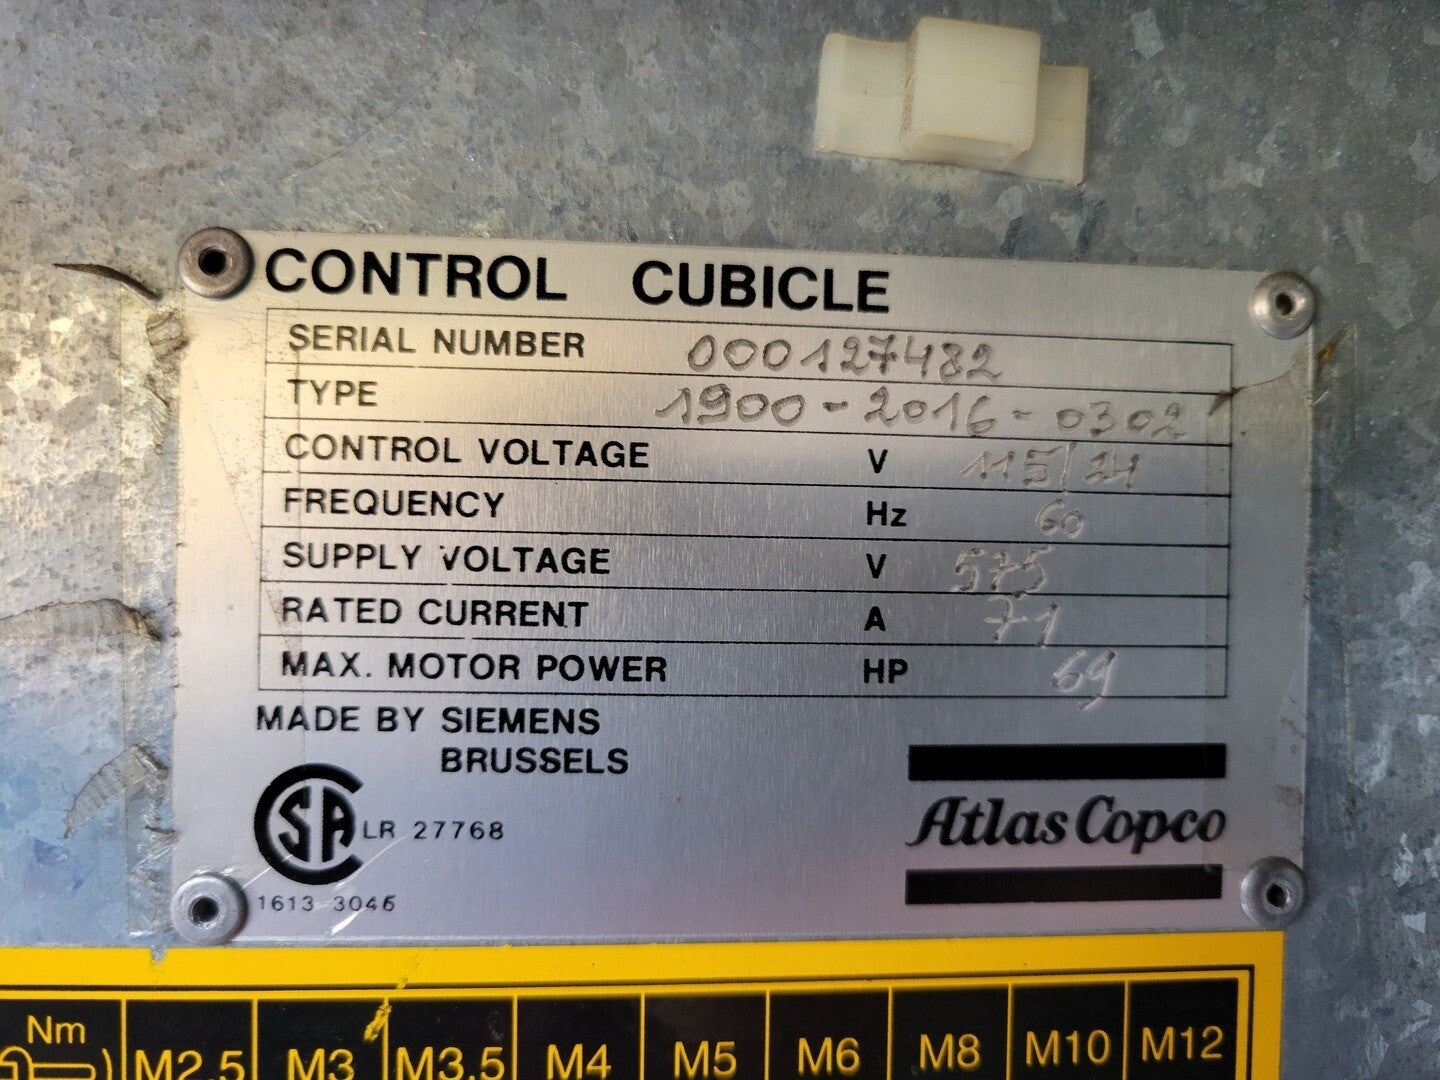 CONTROL CUBICLE
SERIAL NUMBER 000127482
TYPE 1900-2016-0302
CONTROL VOLTAGE V 115/24
FREQUENCY Hz 60
SUPPLY VOLTAGE V 575
RATED CURRENT A 71
MAX. MOTOR POWER HP 69
MADE BY SIEMENS
BRUSSELS
CSA LR 27768
Atlas Copco
1613 3046
Nm M2.5 M3 M3.5 M4 M5 M6 M8 M10 M12